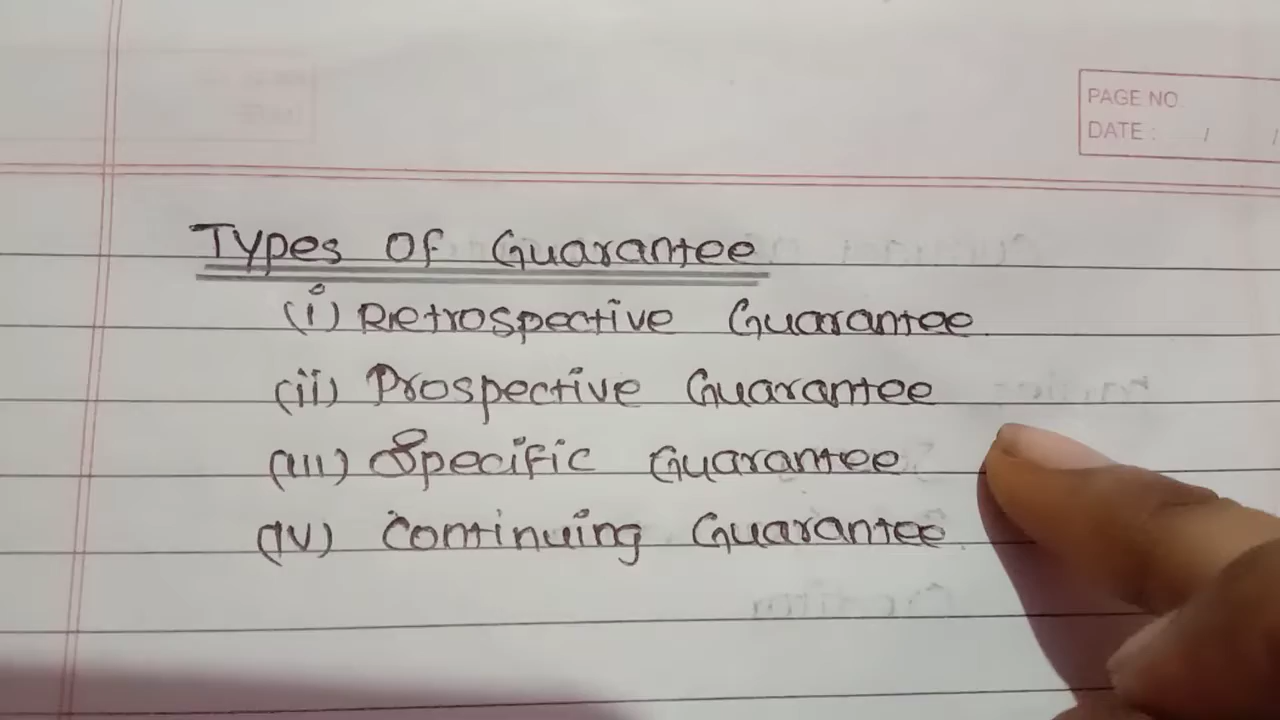 PAGE NO
DATE : / /
Types Of Guarantee
(i) Retrospective Guarantee
(ii) Prospective Guarantee
(III) Specific Guarantee
(IV) Continuing Guarantee